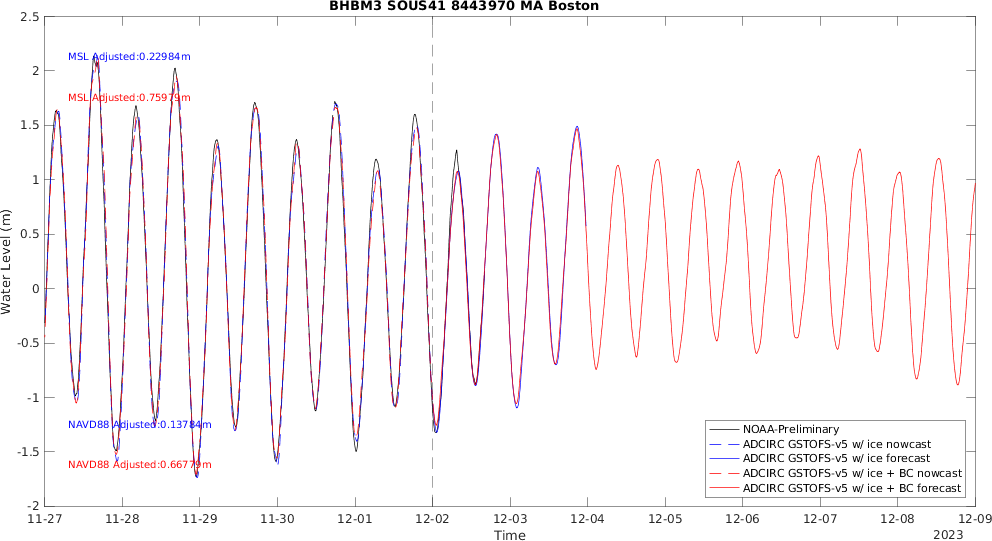 BHBM3 SOUS41 8443970 MA Boston
2.5
2
1.5
1
0.5
0
-0.5
-1
-1.5
-2
Water Level (m)
MSL Adjusted:0.22984m
MSL Adjusted:0.75979m
NAVD88 Adjusted:0.13784m
NAVD88 Adjusted:0.66779m
NOAA-Preliminary
ADCIRC GSTOFS-v5 w/ ice nowcast
ADCIRC GSTOFS-v5 w/ ice forecast
ADCIRC GSTOFS-v5 w/ ice + BC nowcast
ADCIRC GSTOFS-v5 w/ ice + BC forecast
11-27 11-28 11-29 11-30 12-01 12-02 12-03 12-04 12-05 12-06 12-07 12-08 12-09
Time
2023